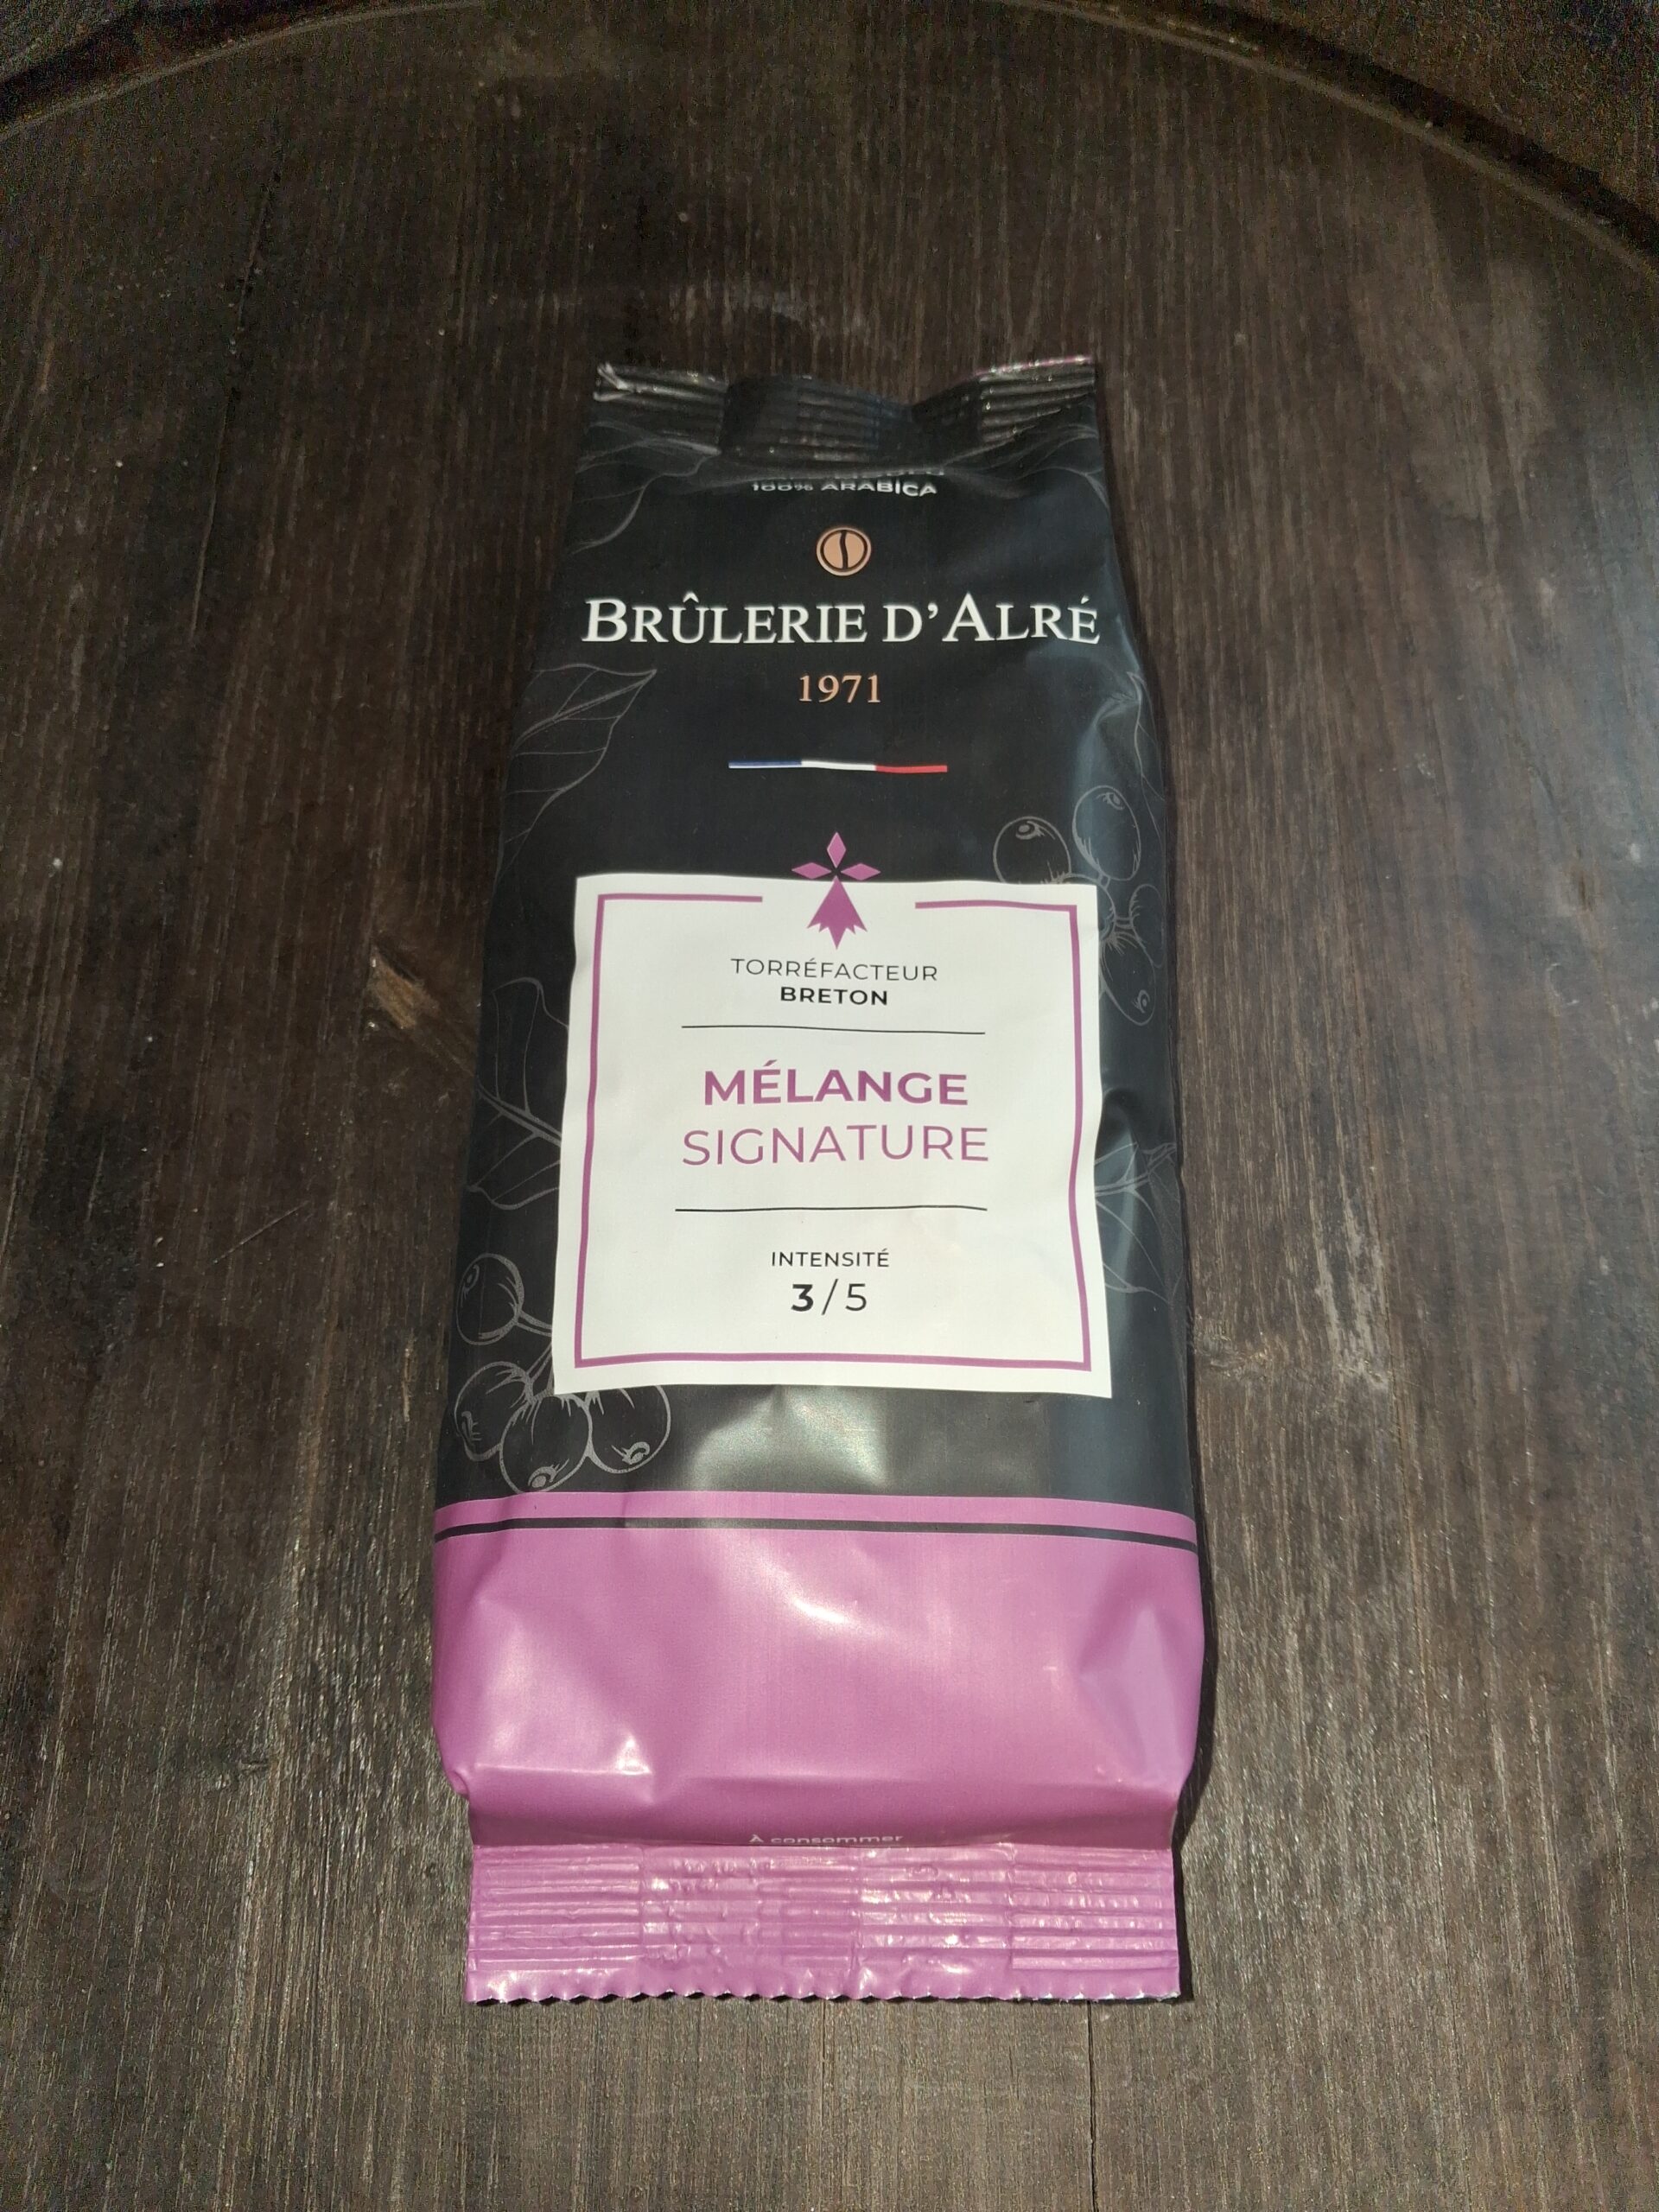 100% ARABICA
BRÛLERIE D'ALRÉ
1971
TORRÉFACTEUR
BRETON
MÉLANGE
SIGNATURE
INTENSITÉ
3/5
À consommer